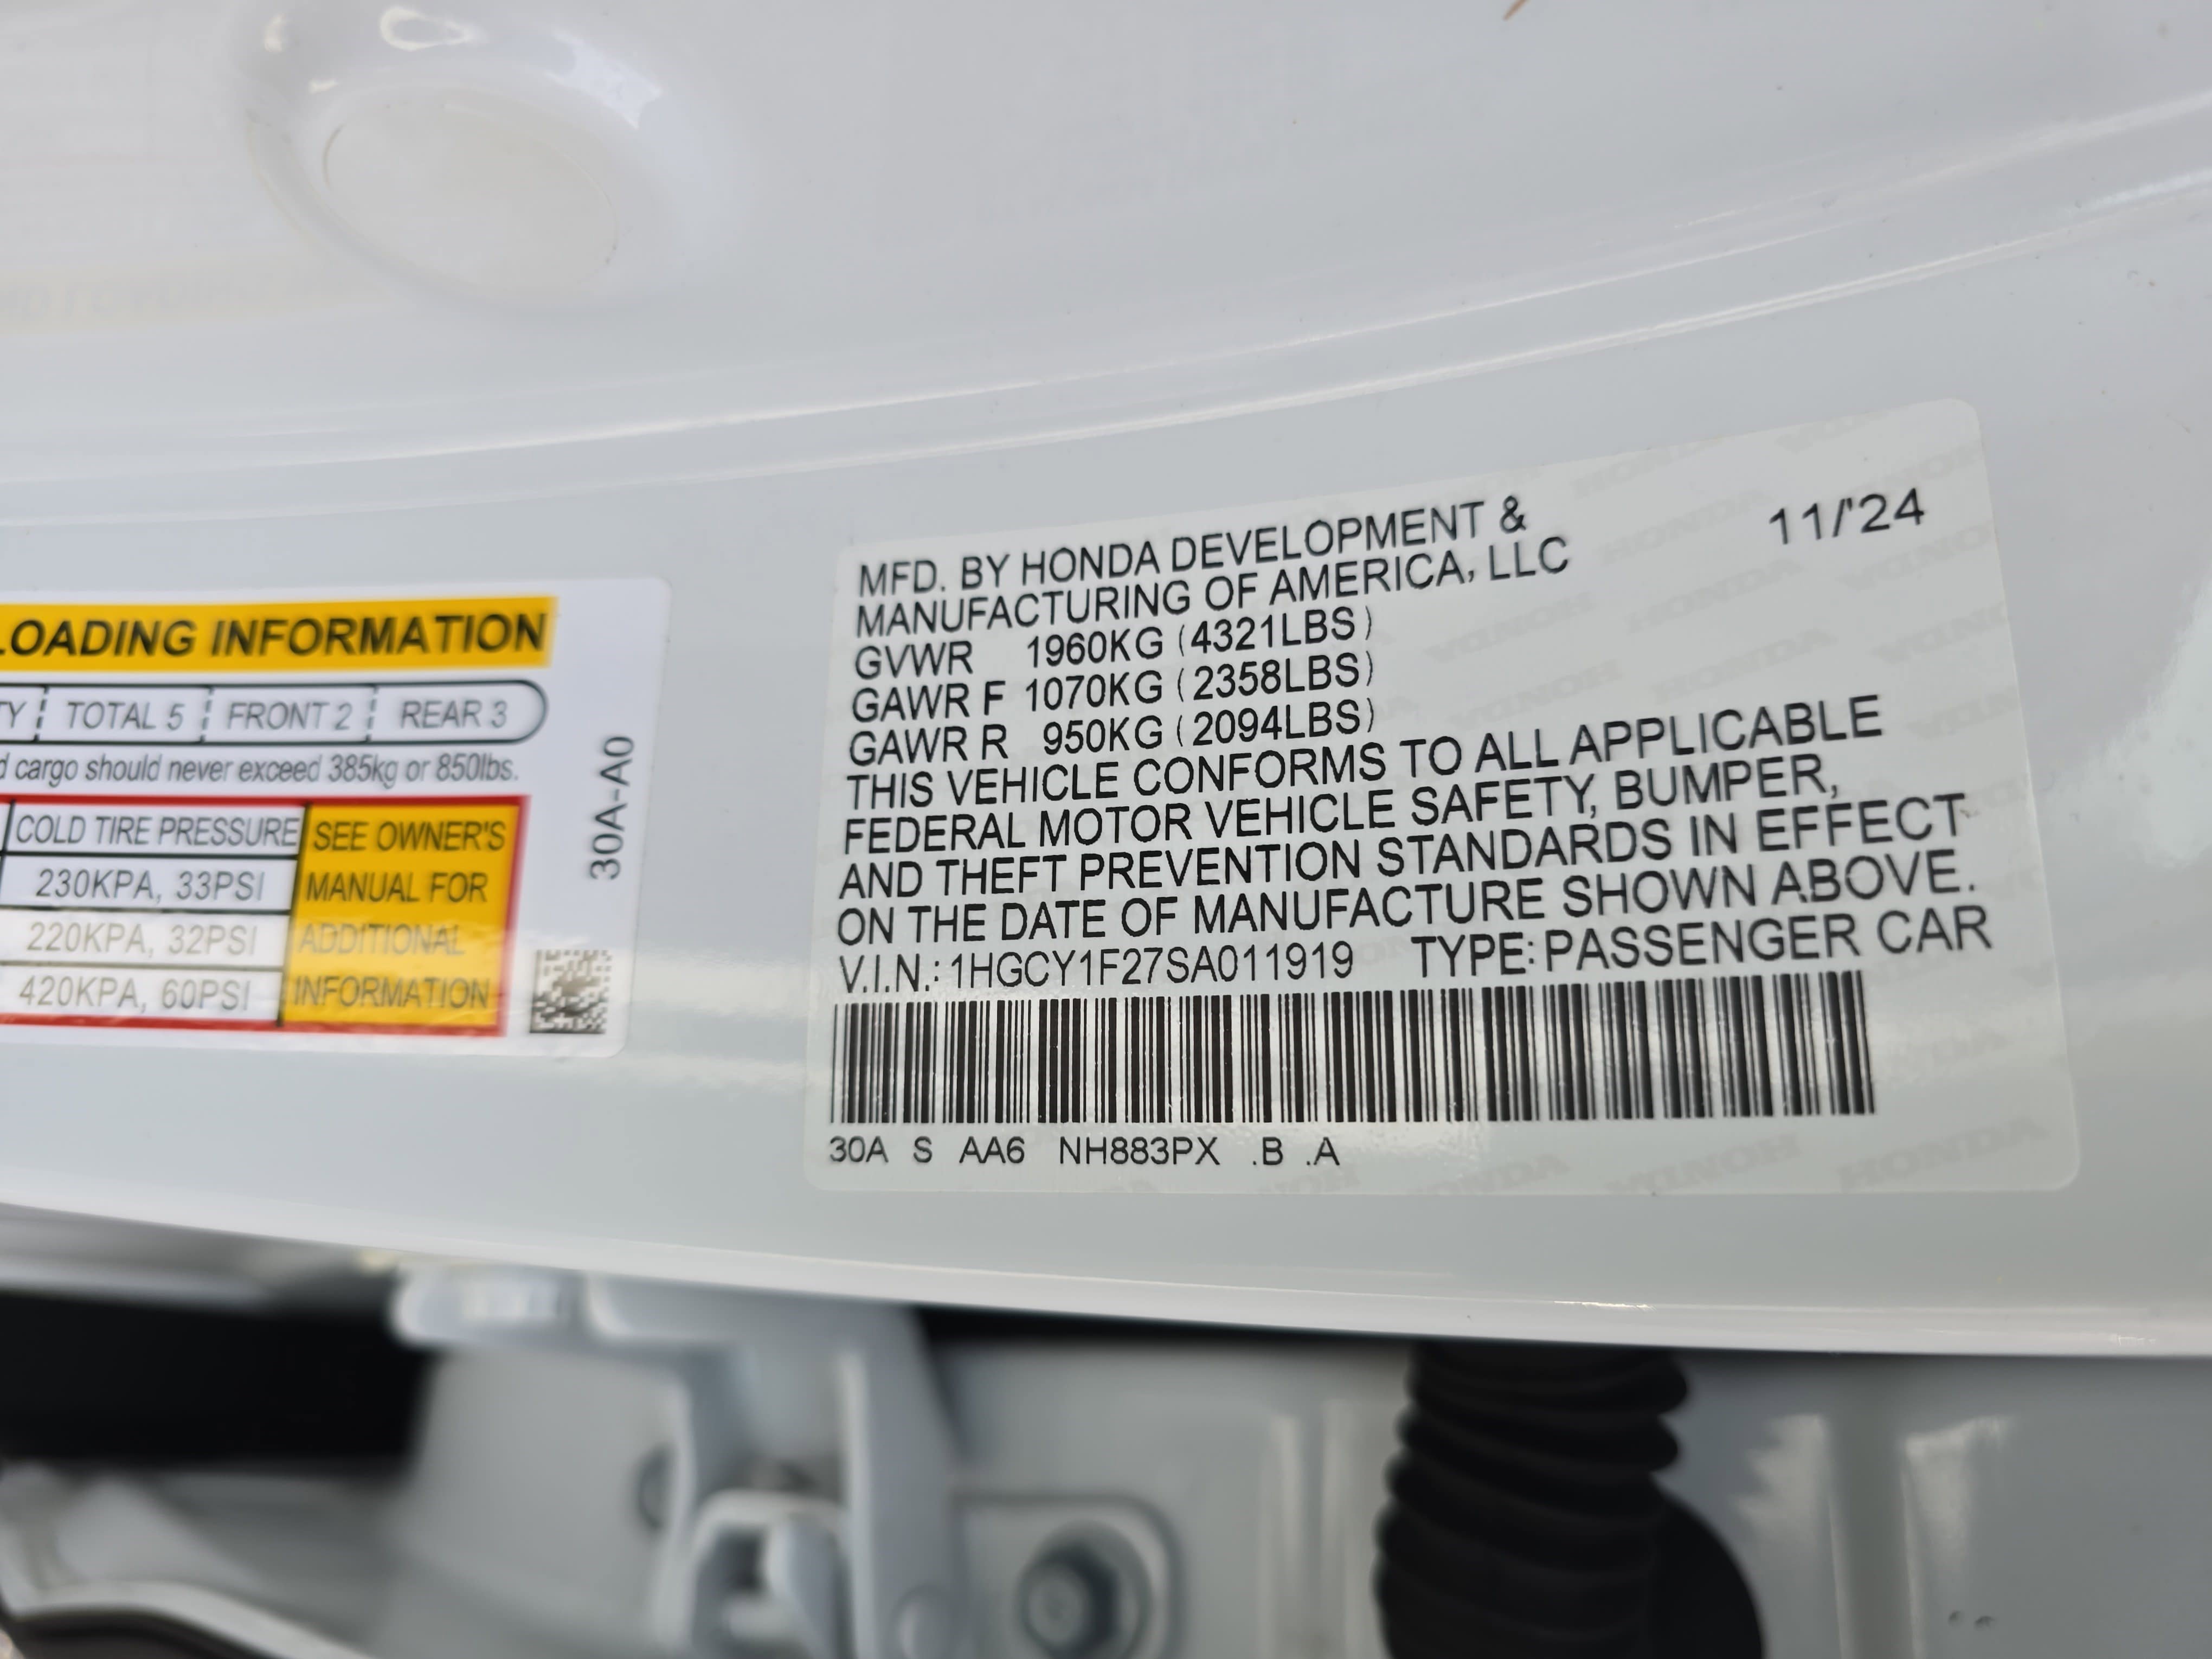 LOADING INFORMATION
TOTAL 5 FRONT 2 REAR 3
cargo should never exceed 385kg or 850lbs.
COLD TIRE PRESSURE SEE OWNER'S
230KPA, 33PSI MANUAL FOR
220KPA, 32PSI ADDITIONAL
420KPA, 60PSI INFORMATION
30A-A0
11/'24
MFD. BY HONDA DEVELOPMENT &
MANUFACTURING OF AMERICA, LLC
GVWR 1960KG (4321LBS)
GAWR F 1070KG (2358LBS)
GAWR R 950KG (2094LBS)
THIS VEHICLE CONFORMS TO ALL APPLICABLE
FEDERAL MOTOR VEHICLE SAFETY, BUMPER,
AND THEFT PREVENTION STANDARDS IN EFFECT
ON THE DATE OF MANUFACTURE SHOWN ABOVE.
V.I.N.: 1HGCY1F27SA011919 TYPE: PASSENGER CAR
30A S AA6 NH883PX .B .A